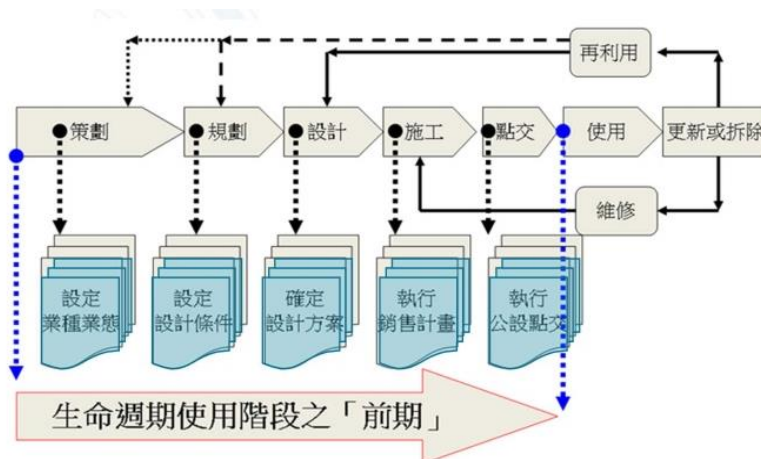 再利用
策劃
規劃
設計
施工
點交
使用
更新或拆除
維修
設定
業種業態
設定
設計條件
確定
設計方案
執行
銷售計畫
執行
公設點交
生命週期使用階段之「前期」